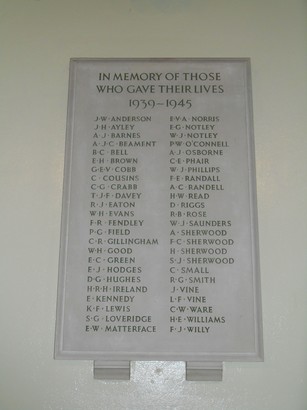 IN MEMORY OF THOSE
WHO GAVE THEIR LIVES
1939–1945
J·W·ANDERSON
J·H·AYLEY
A·J·BARNES
A·J·C·BEAMENT
B·C·BELL
E·H·BROWN
G·E·V·COBB
C·COUSINS
C·G·CRABB
T·J·F·DAVEY
R·J·EATON
W·H·EVANS
F·R·FENDLEY
P·G·FIELD
C·R·GILLINGHAM
W·H·GOOD
E·C·GREEN
E·J·HODGES
D·G·HUGHES
H·R·H·IRELAND
E·KENNEDY
K·F·LEWIS
S·G·LOVERIDGE
E·W·MATTERFACE
E·V·A·NORRIS
E·G·NOTLEY
W·J·NOTLEY
P·W·O'CONNELL
A·J·OSBORNE
C·E·PHAIR
W·J·PHILLIPS
F·E·RANDALL
A·C·RANDELL
H·W·READ
D·RIGGS
R·B·ROSE
W·J·SAUNDERS
A·SHERWOOD
F·C·SHERWOOD
H·SHERWOOD
S·J·SHERWOOD
C·SMALL
R·G·SMITH
J·VINE
L·F·VINE
C·W·WARE
H·E·WILLIAMS
F·J·WILLY